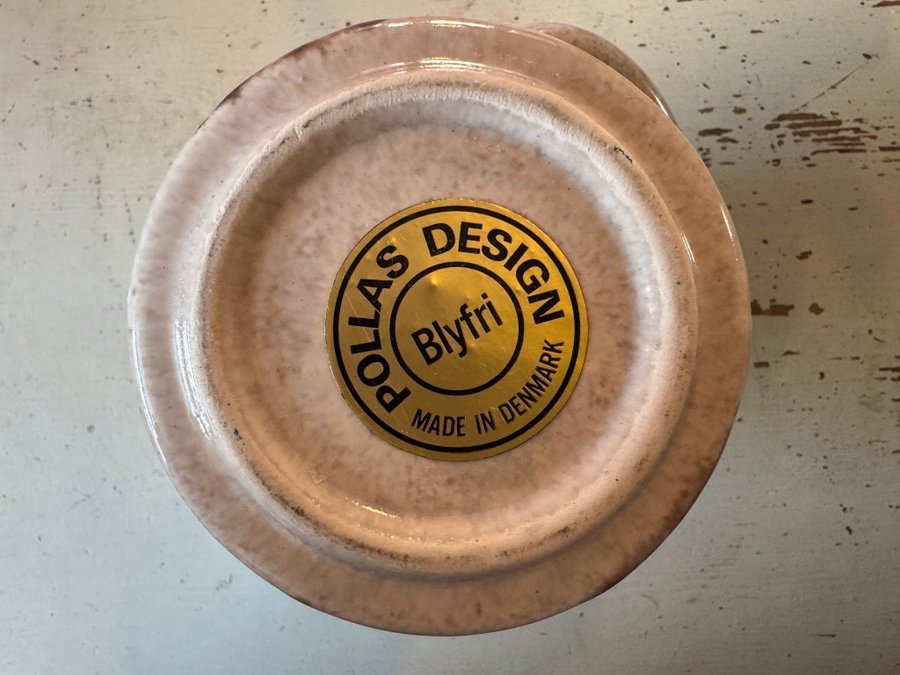 POLLAS DESIGN
Blyfri
MADE IN DENMARK